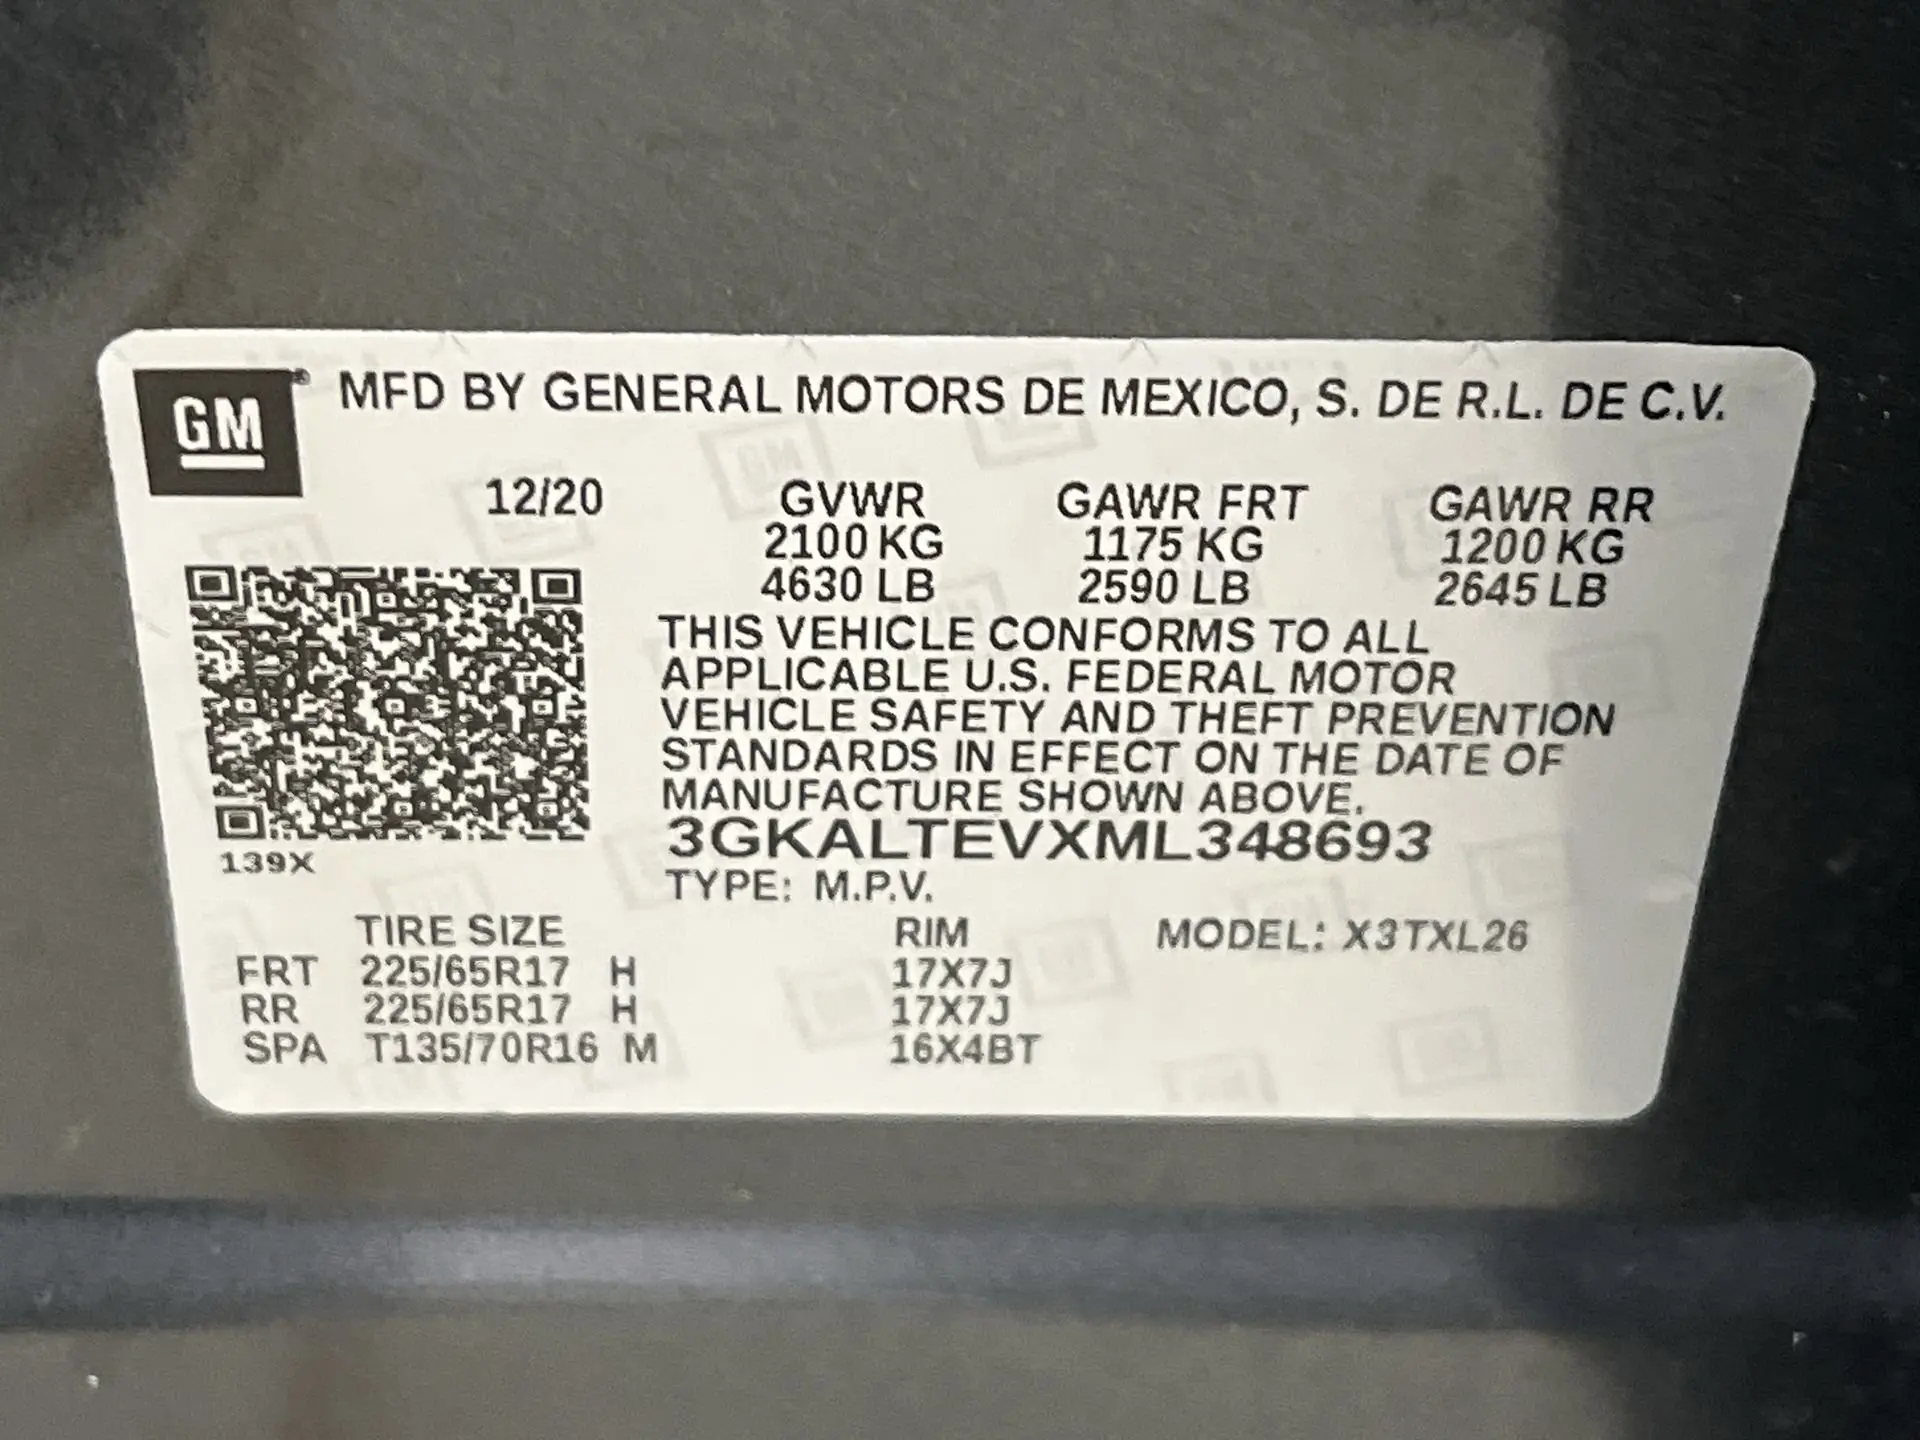 GM® MFD BY GENERAL MOTORS DE MEXICO, S. DE R.L. DE C.V.
12/20 GVWR GAWR FRT GAWR RR
2100 KG 1175 KG 1200 KG
4630 LB 2590 LB 2645 LB
THIS VEHICLE CONFORMS TO ALL
APPLICABLE U.S. FEDERAL MOTOR
VEHICLE SAFETY AND THEFT PREVENTION
STANDARDS IN EFFECT ON THE DATE OF
MANUFACTURE SHOWN ABOVE.
3GKALTEVXML348693
139X
TYPE: M.P.V.
TIRE SIZE RIM MODEL: X3TXL26
FRT 225/65R17 H 17X7J
RR 225/65R17 H 17X7J
SPA T135/70R16 M 16X4BT